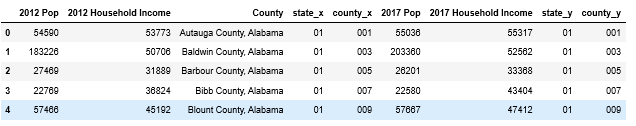 2012 Pop 2012 Household Income County state_x county_x 2017 Pop 2017 Household Income state_y county_y
0 54590 53773 Autauga County, Alabama 01 001 55036 55317 01 001
1 183226 50706 Baldwin County, Alabama 01 003 203360 52562 01 003
2 27469 31889 Barbour County, Alabama 01 005 26201 33368 01 005
3 22769 36824 Bibb County, Alabama 01 007 22580 43404 01 007
4 57466 45192 Blount County, Alabama 01 009 57667 47412 01 009